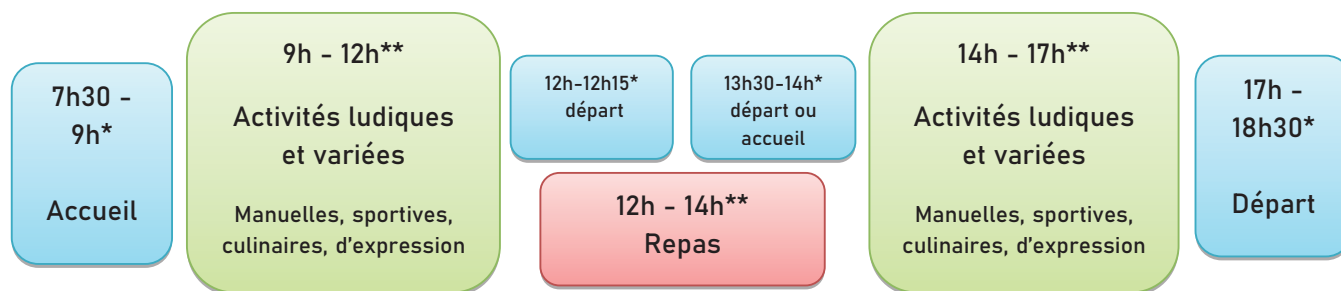 7h30 -
9h*
Accueil
9h - 12h**
Activités ludiques
et variées
Manuelles, sportives,
culinaires, d'expression
12h-12h15*
départ
13h30-14h*
départ ou
accueil
12h - 14h**
Repas
14h - 17h**
Activités ludiques
et variées
Manuelles, sportives,
culinaires, d'expression
17h -
18h30*
Départ